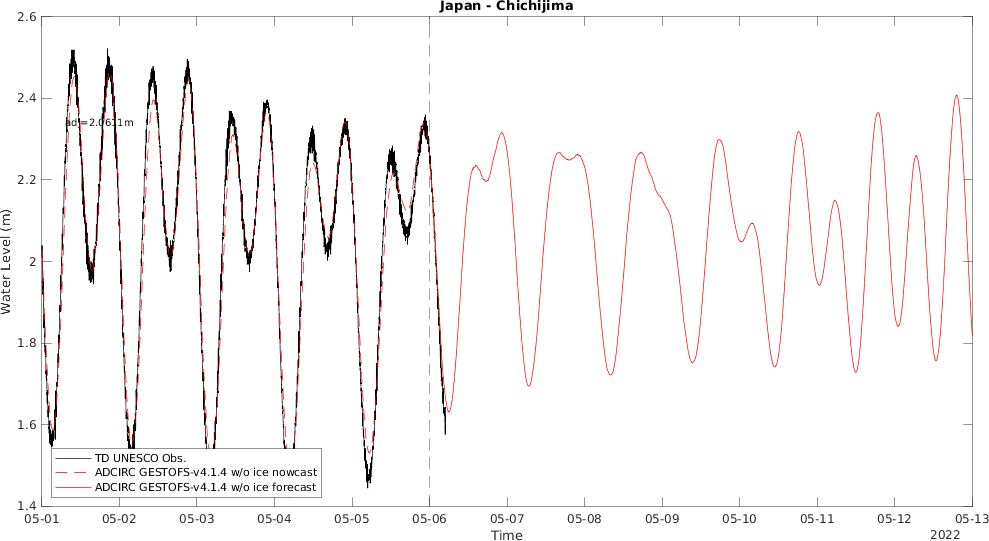 Japan - Chichijima
2.6
2.4
2.2
2
1.8
1.6
1.4
Water Level (m)
adj=2.0611m
TD UNESCO Obs.
ADCIRC GESTOFS-v4.1.4 w/o ice nowcast
ADCIRC GESTOFS-v4.1.4 w/o ice forecast
05-01 05-02 05-03 05-04 05-05 05-06 05-07 05-08 05-09 05-10 05-11 05-12 05-13
Time
2022